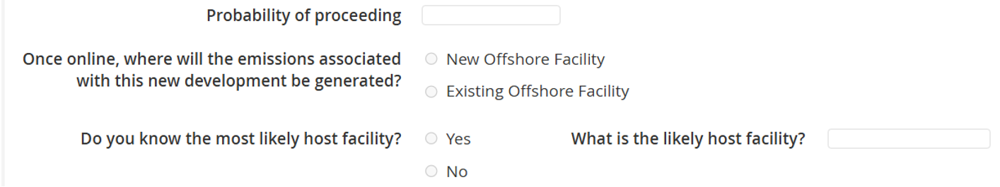 Probability of proceeding
Once online, where will the emissions associated
with this new development be generated?
New Offshore Facility
Existing Offshore Facility
Do you know the most likely host facility?
Yes
No
What is the likely host facility?